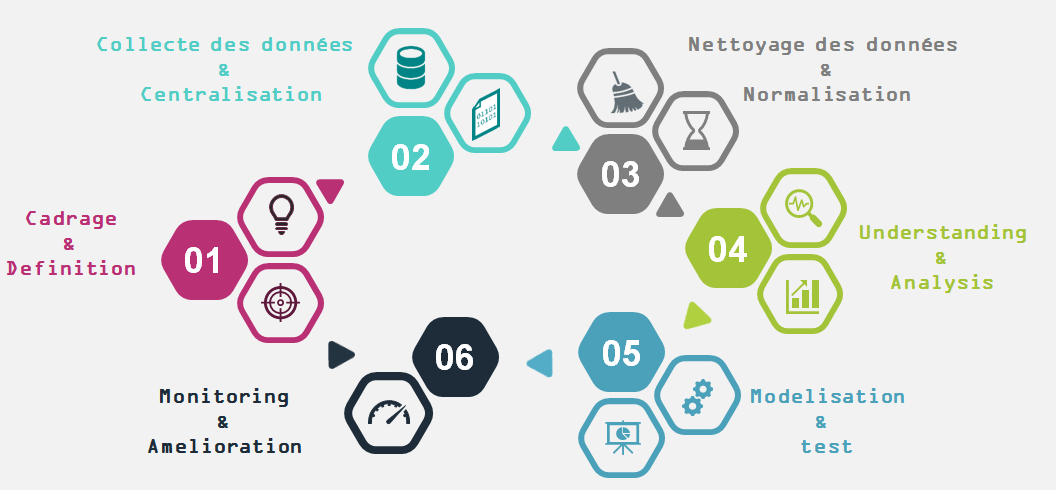 Cadrage
&
Definition
01
Collecte des données
&
Centralisation
01101
10101
02
Nettoyage des données
&
Normalisation
03
04
Understanding
&
Analysis
05
Modelisation
&
test
06
Monitoring
&
Amelioration